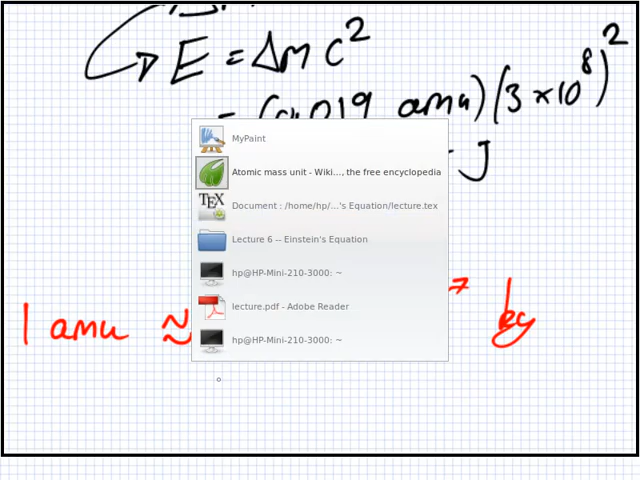 E = Δm c²
= (0.019 amu)(3×10⁸)²
J
MyPaint
Atomic mass unit - Wiki..., the free encyclopedia
TEX
Document : /home/hp/...'s Equation/lecture.tex
Lecture 6 -- Einstein's Equation
hp@HP-Mini-210-3000: ~
lecture.pdf - Adobe Reader
hp@HP-Mini-210-3000: ~
1 amu ≈ ⁷ kg